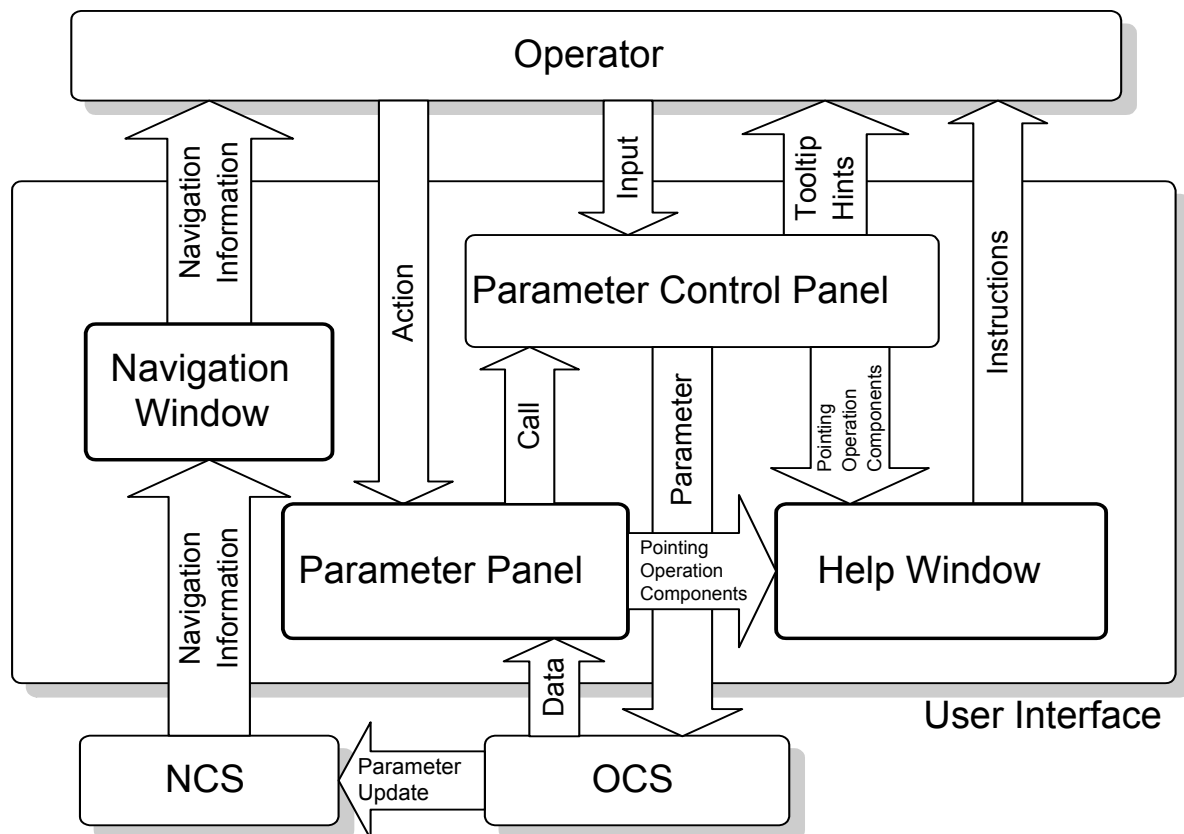 Operator
Navigation
Information
Action
Input
Tooltip
Hints
Instructions
Parameter Control Panel
Navigation
Window
Call
Parameter
Pointing
Operation
Components
Parameter Panel
Pointing
Operation
Components
Help Window
Navigation
Information
Data
User Interface
NCS
Parameter
Update
OCS